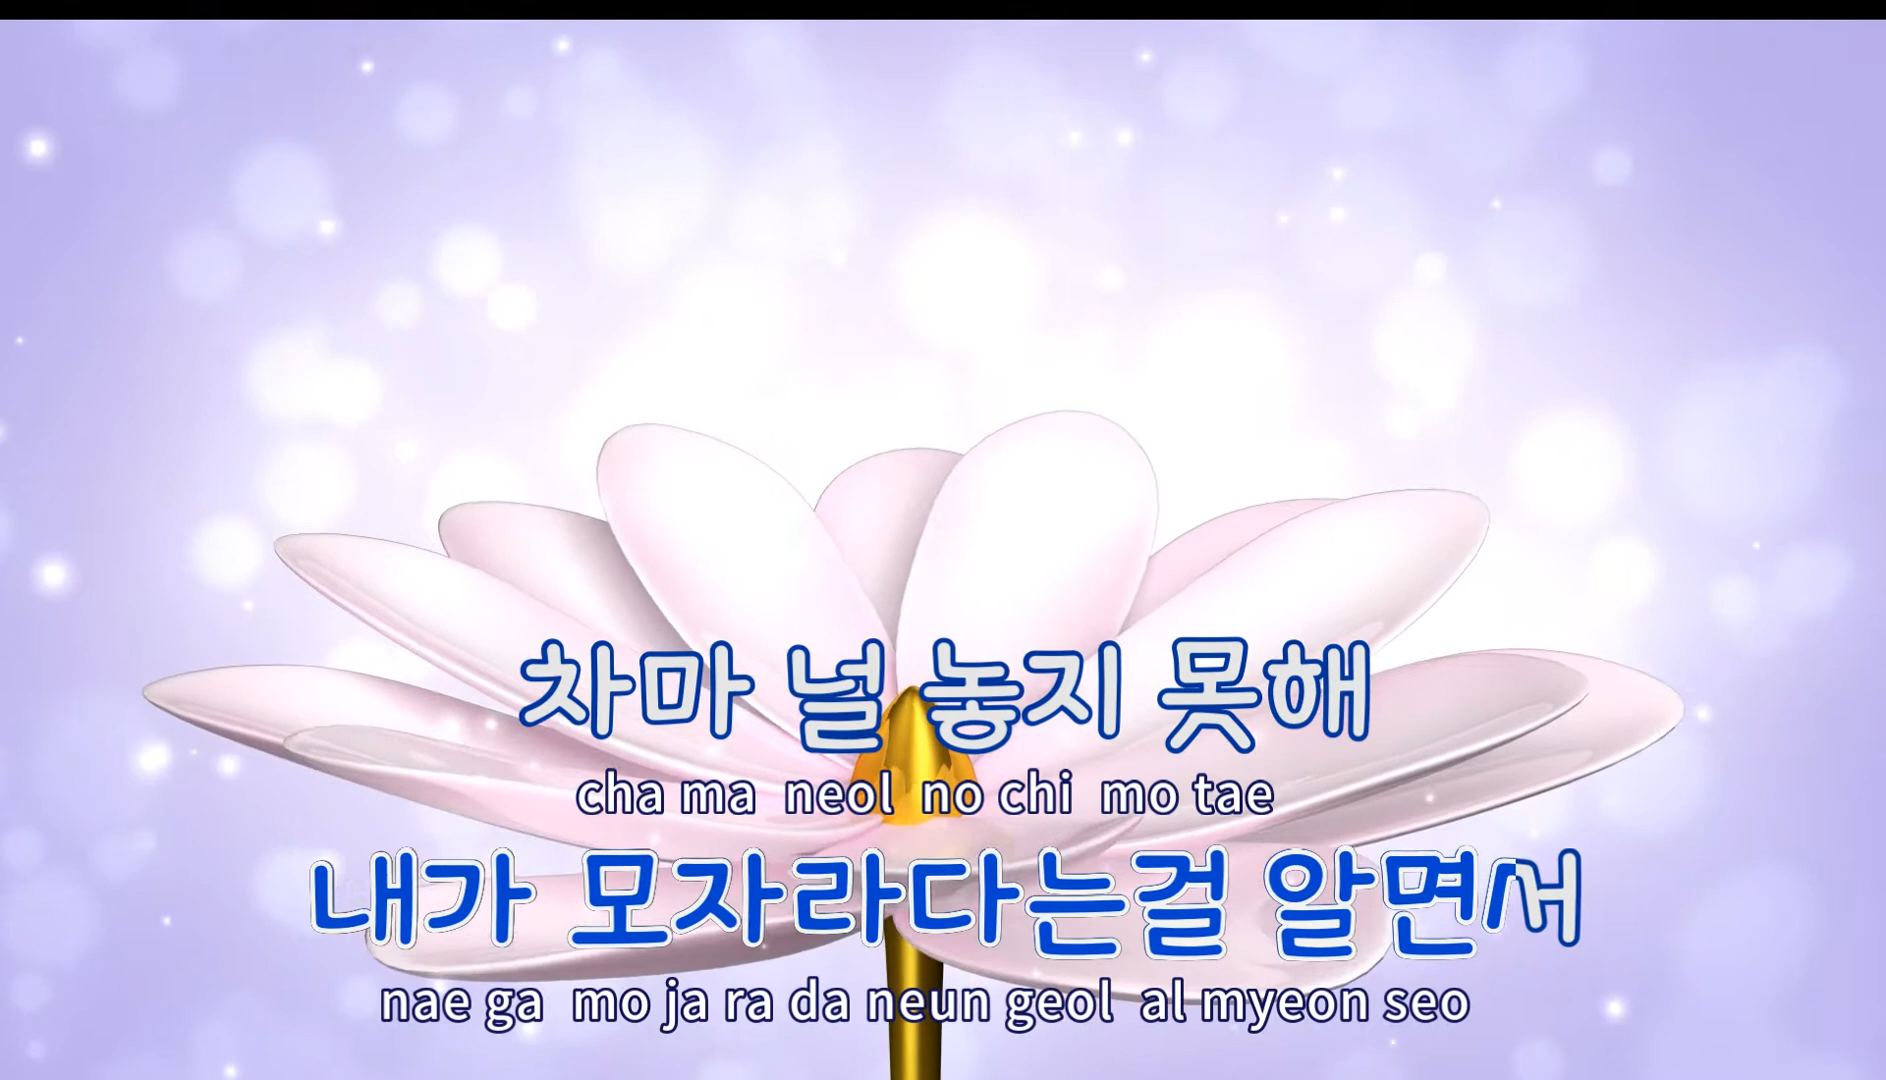 차마 널 놓지 못해
cha ma neol no chi mo tae
내가 모자라다는걸 알면서
nae ga mo ja ra da neun geol al myeon seo